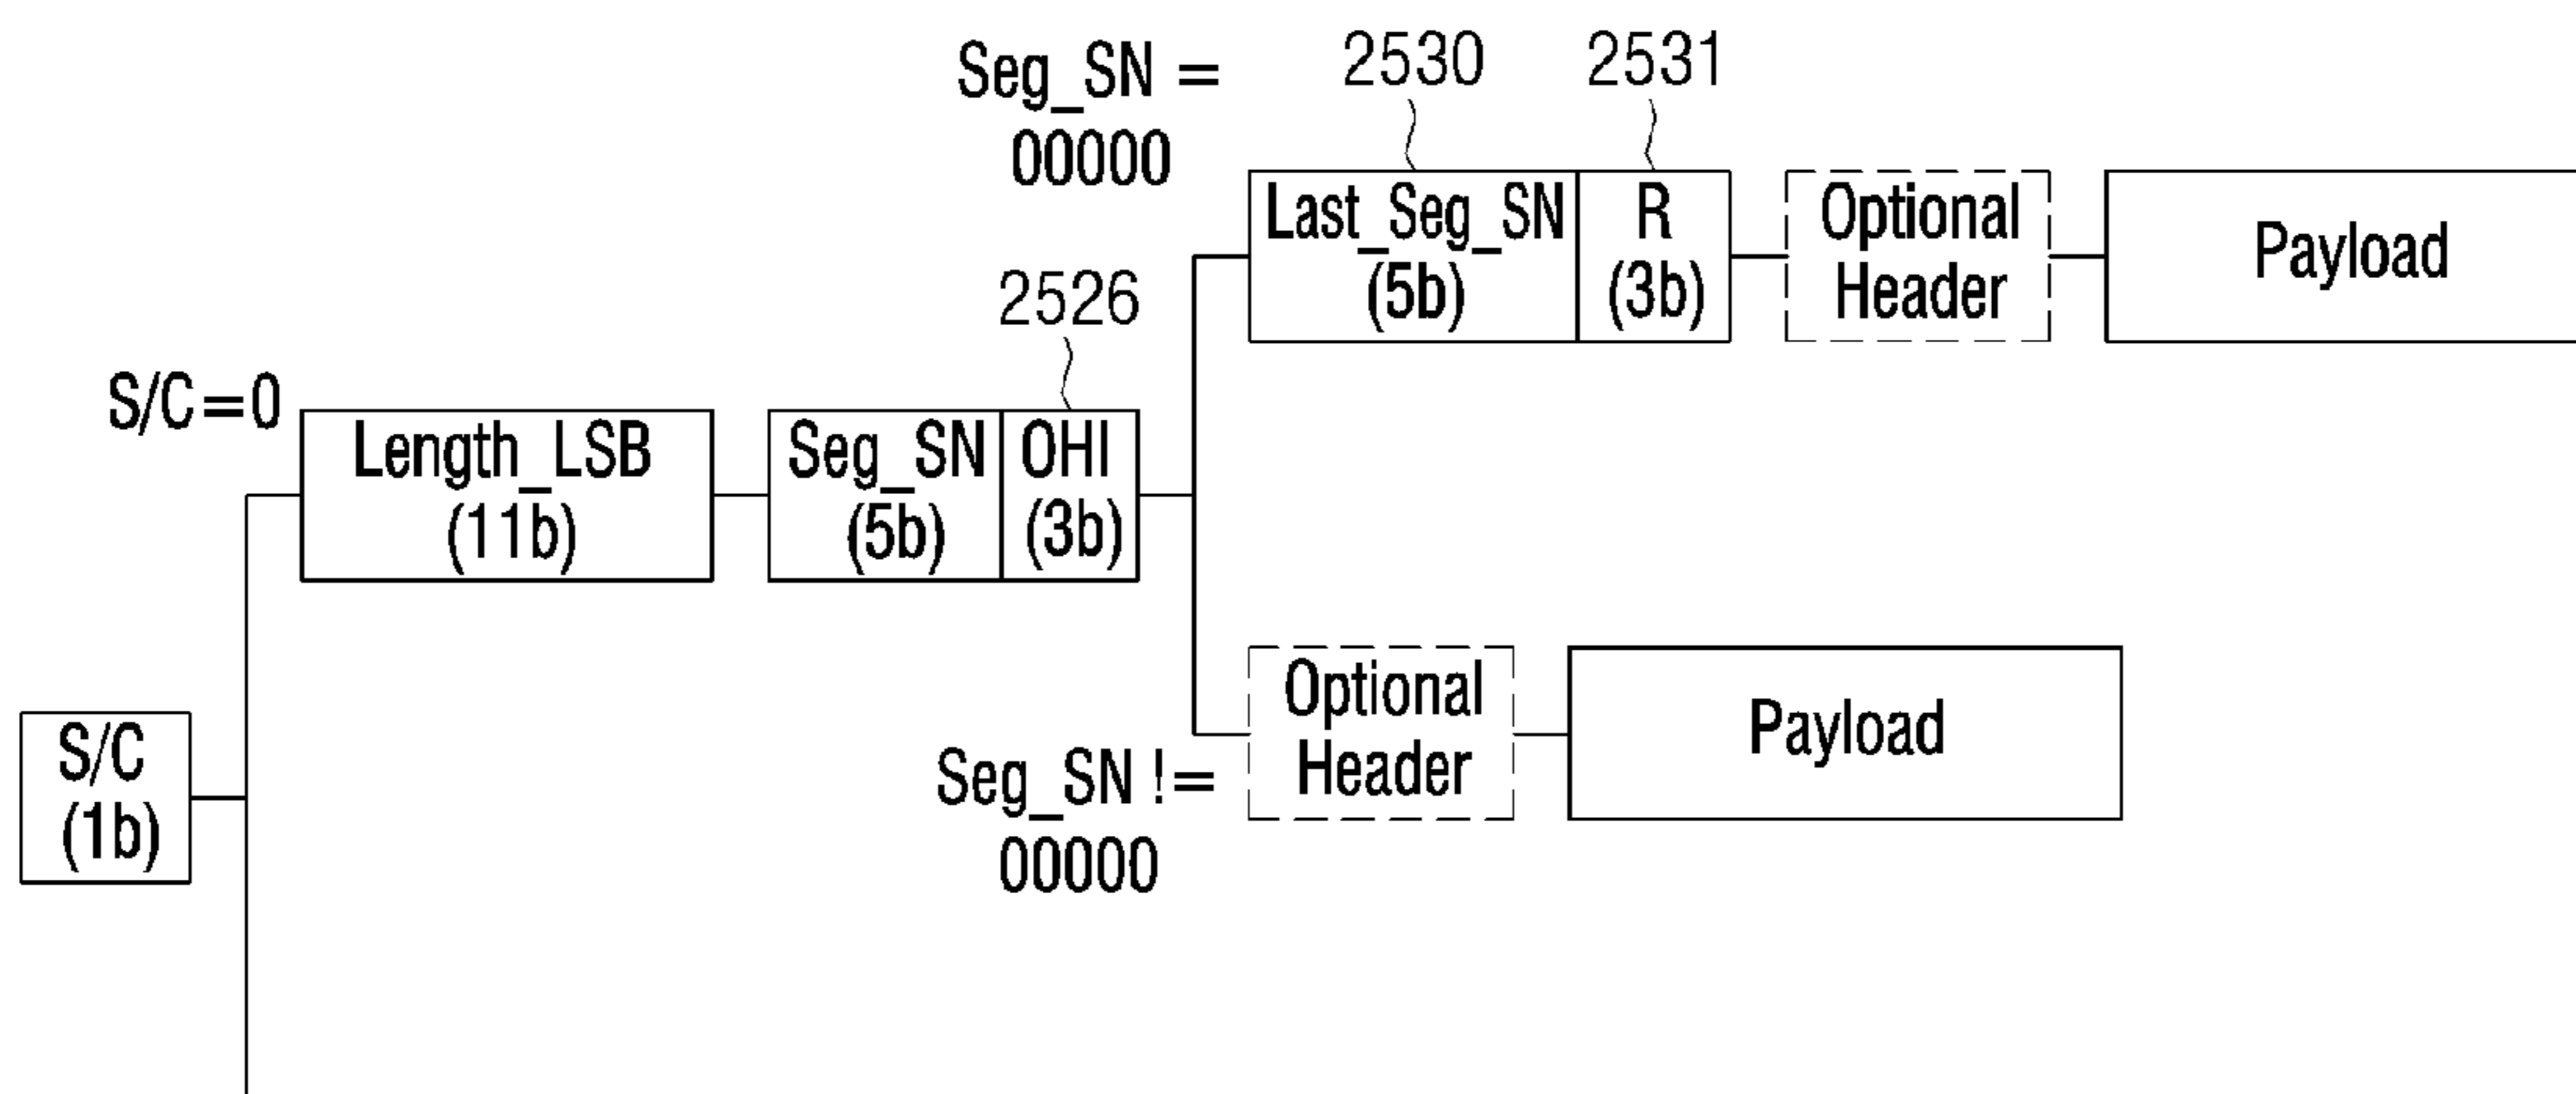 Seg_SN =
00000
2530
2531
Last_Seg_SN
(5b)
R
(3b)
Optional
Header
Payload
2526
S/C=0
Length_LSB
(11b)
Seg_SN
(5b)
OHI
(3b)
S/C
(1b)
Seg_SN !=
00000
Optional
Header
Payload